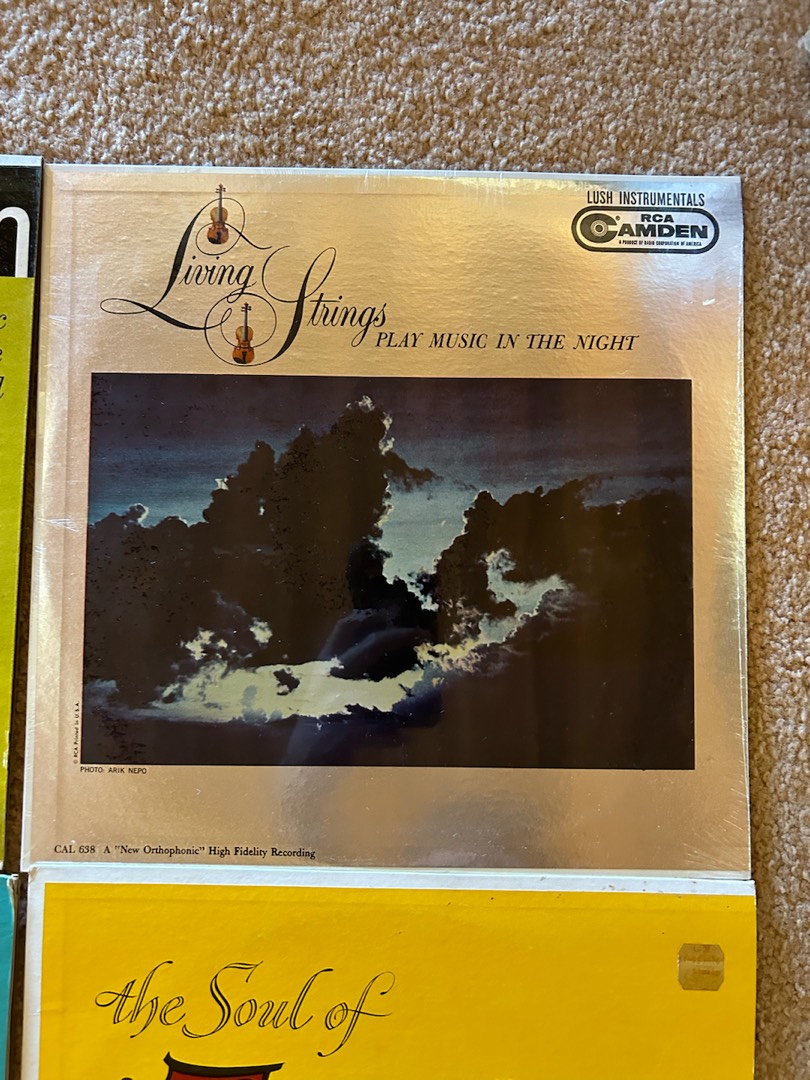 LUSH INSTRUMENTALS
RCA
CAMDEN
A PRODUCT OF RADIO CORPORATION OF AMERICA
Living Strings
PLAY MUSIC IN THE NIGHT
© RCA Printed in U.S.A.
PHOTO: ARIK NEPO
CAL 638 A "New Orthophonic" High Fidelity Recording
the Soul of